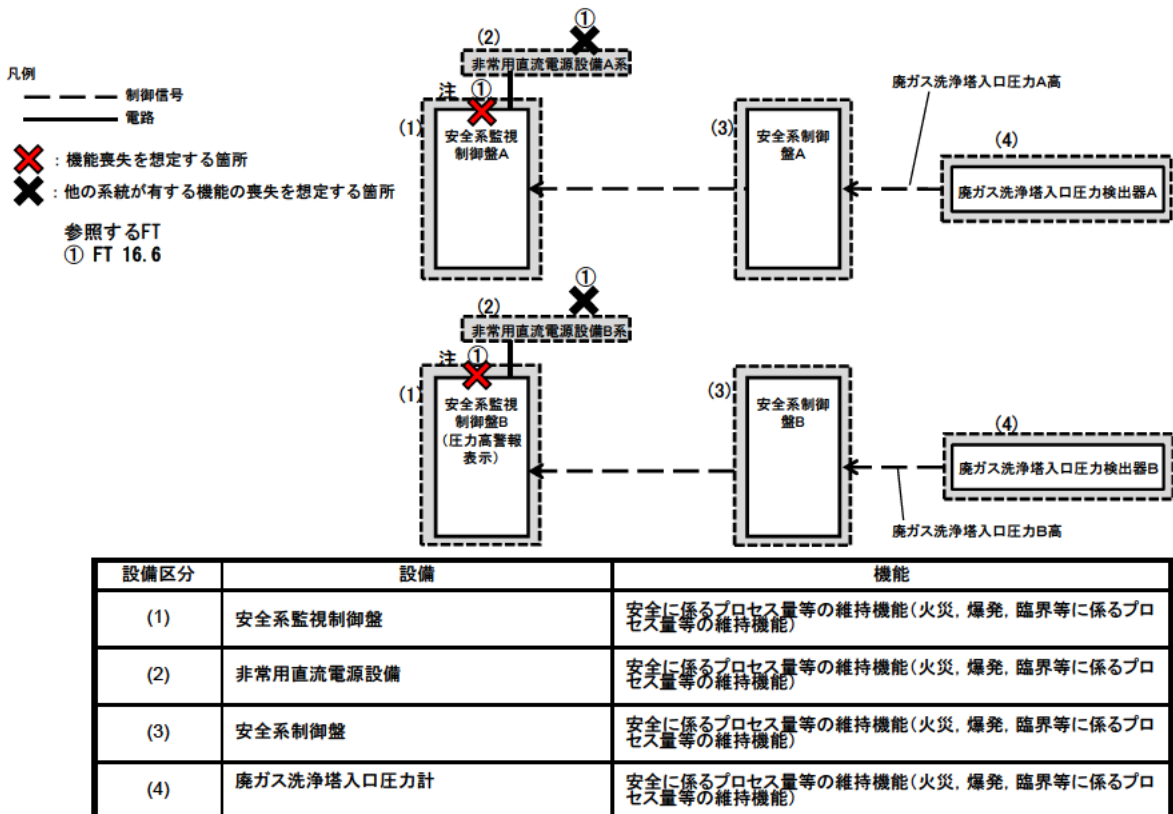 凡例
制御信号
電路
：機能喪失を想定する箇所
：他の系統が有する機能の喪失を想定する箇所
参照するFT
① FT 16.6
①
(2)
非常用直流電源設備A系
注 ①
(1)
安全系監視
制御盤A
(3)
安全系制御
盤A
廃ガス洗浄塔入口圧力A高
(4)
廃ガス洗浄塔入口圧力検出器A
①
(2)
非常用直流電源設備B系
注 ①
(1)
安全系監視
制御盤B
(圧力高警報
表示)
(3)
安全系制御
盤B
(4)
廃ガス洗浄塔入口圧力検出器B
廃ガス洗浄塔入口圧力B高
設備区分 設備 機能
(1) 安全系監視制御盤 安全に係るプロセス量等の維持機能(火災，爆発，臨界等に係るプロ
セス量等の維持機能)
(2) 非常用直流電源設備 安全に係るプロセス量等の維持機能(火災，爆発，臨界等に係るプロ
セス量等の維持機能)
(3) 安全系制御盤 安全に係るプロセス量等の維持機能(火災，爆発，臨界等に係るプロ
セス量等の維持機能)
(4) 廃ガス洗浄塔入口圧力計 安全に係るプロセス量等の維持機能(火災，爆発，臨界等に係るプロ
セス量等の維持機能)